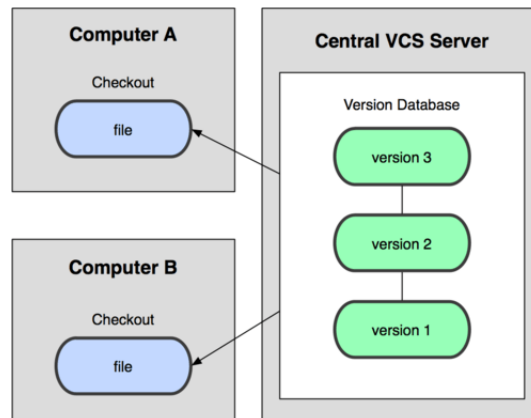 Computer A
Checkout
file
Computer B
Checkout
file
Central VCS Server
Version Database
version 3
version 2
version 1